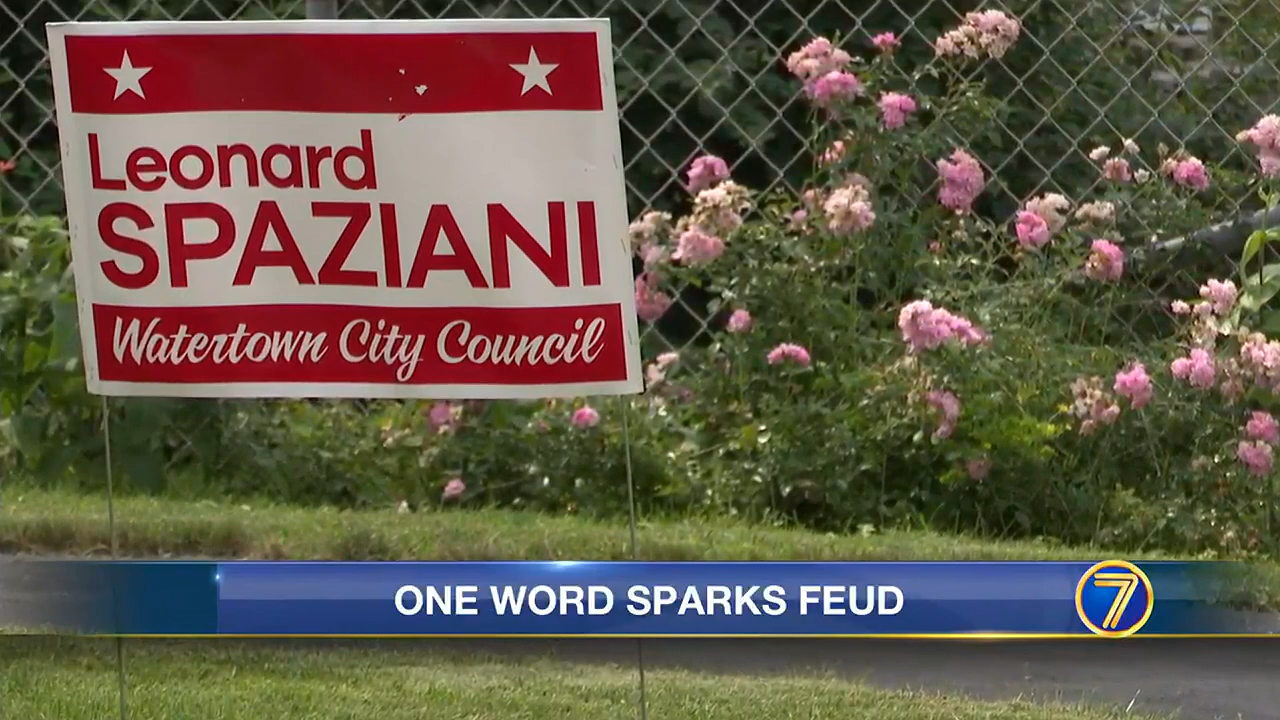 Leonard
SPAZIANI
Watertown City Council
ONE WORD SPARKS FEUD
7